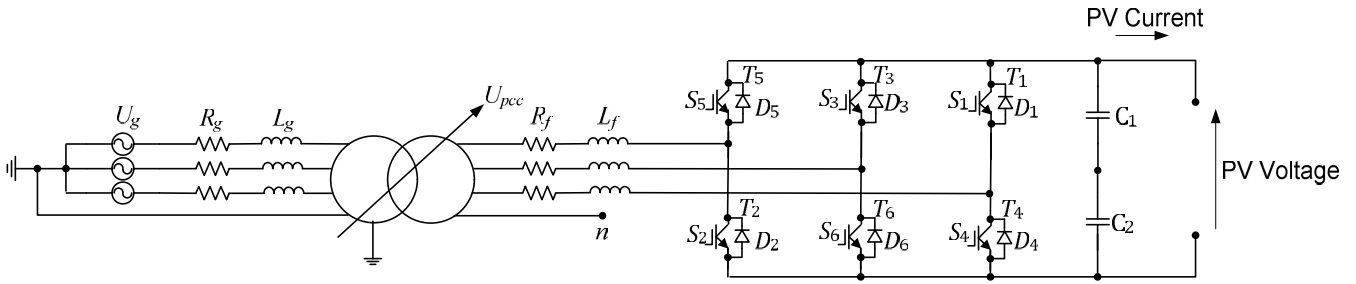 PV Current
U_g R_g L_g U_pcc R_f L_f
S_5 T_5 D_5 S_3 T_3 D_3 S_1 T_1 D_1
C_1
PV Voltage
S_2 T_2 D_2 S_6 T_6 D_6 S_4 T_4 D_4
C_2
n